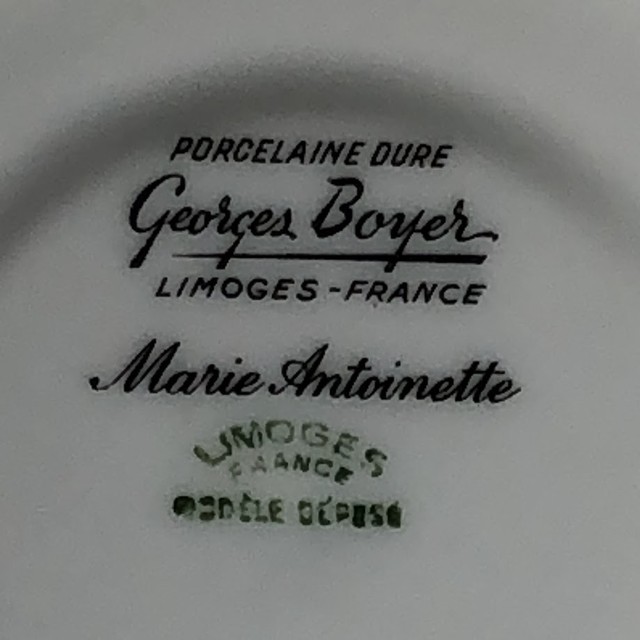 PORCELAINE DURE
Georges Boyer
LIMOGES-FRANCE
Marie Antoinette
LIMOGES
FRANCE
MODÈLE DÉPOSÉ